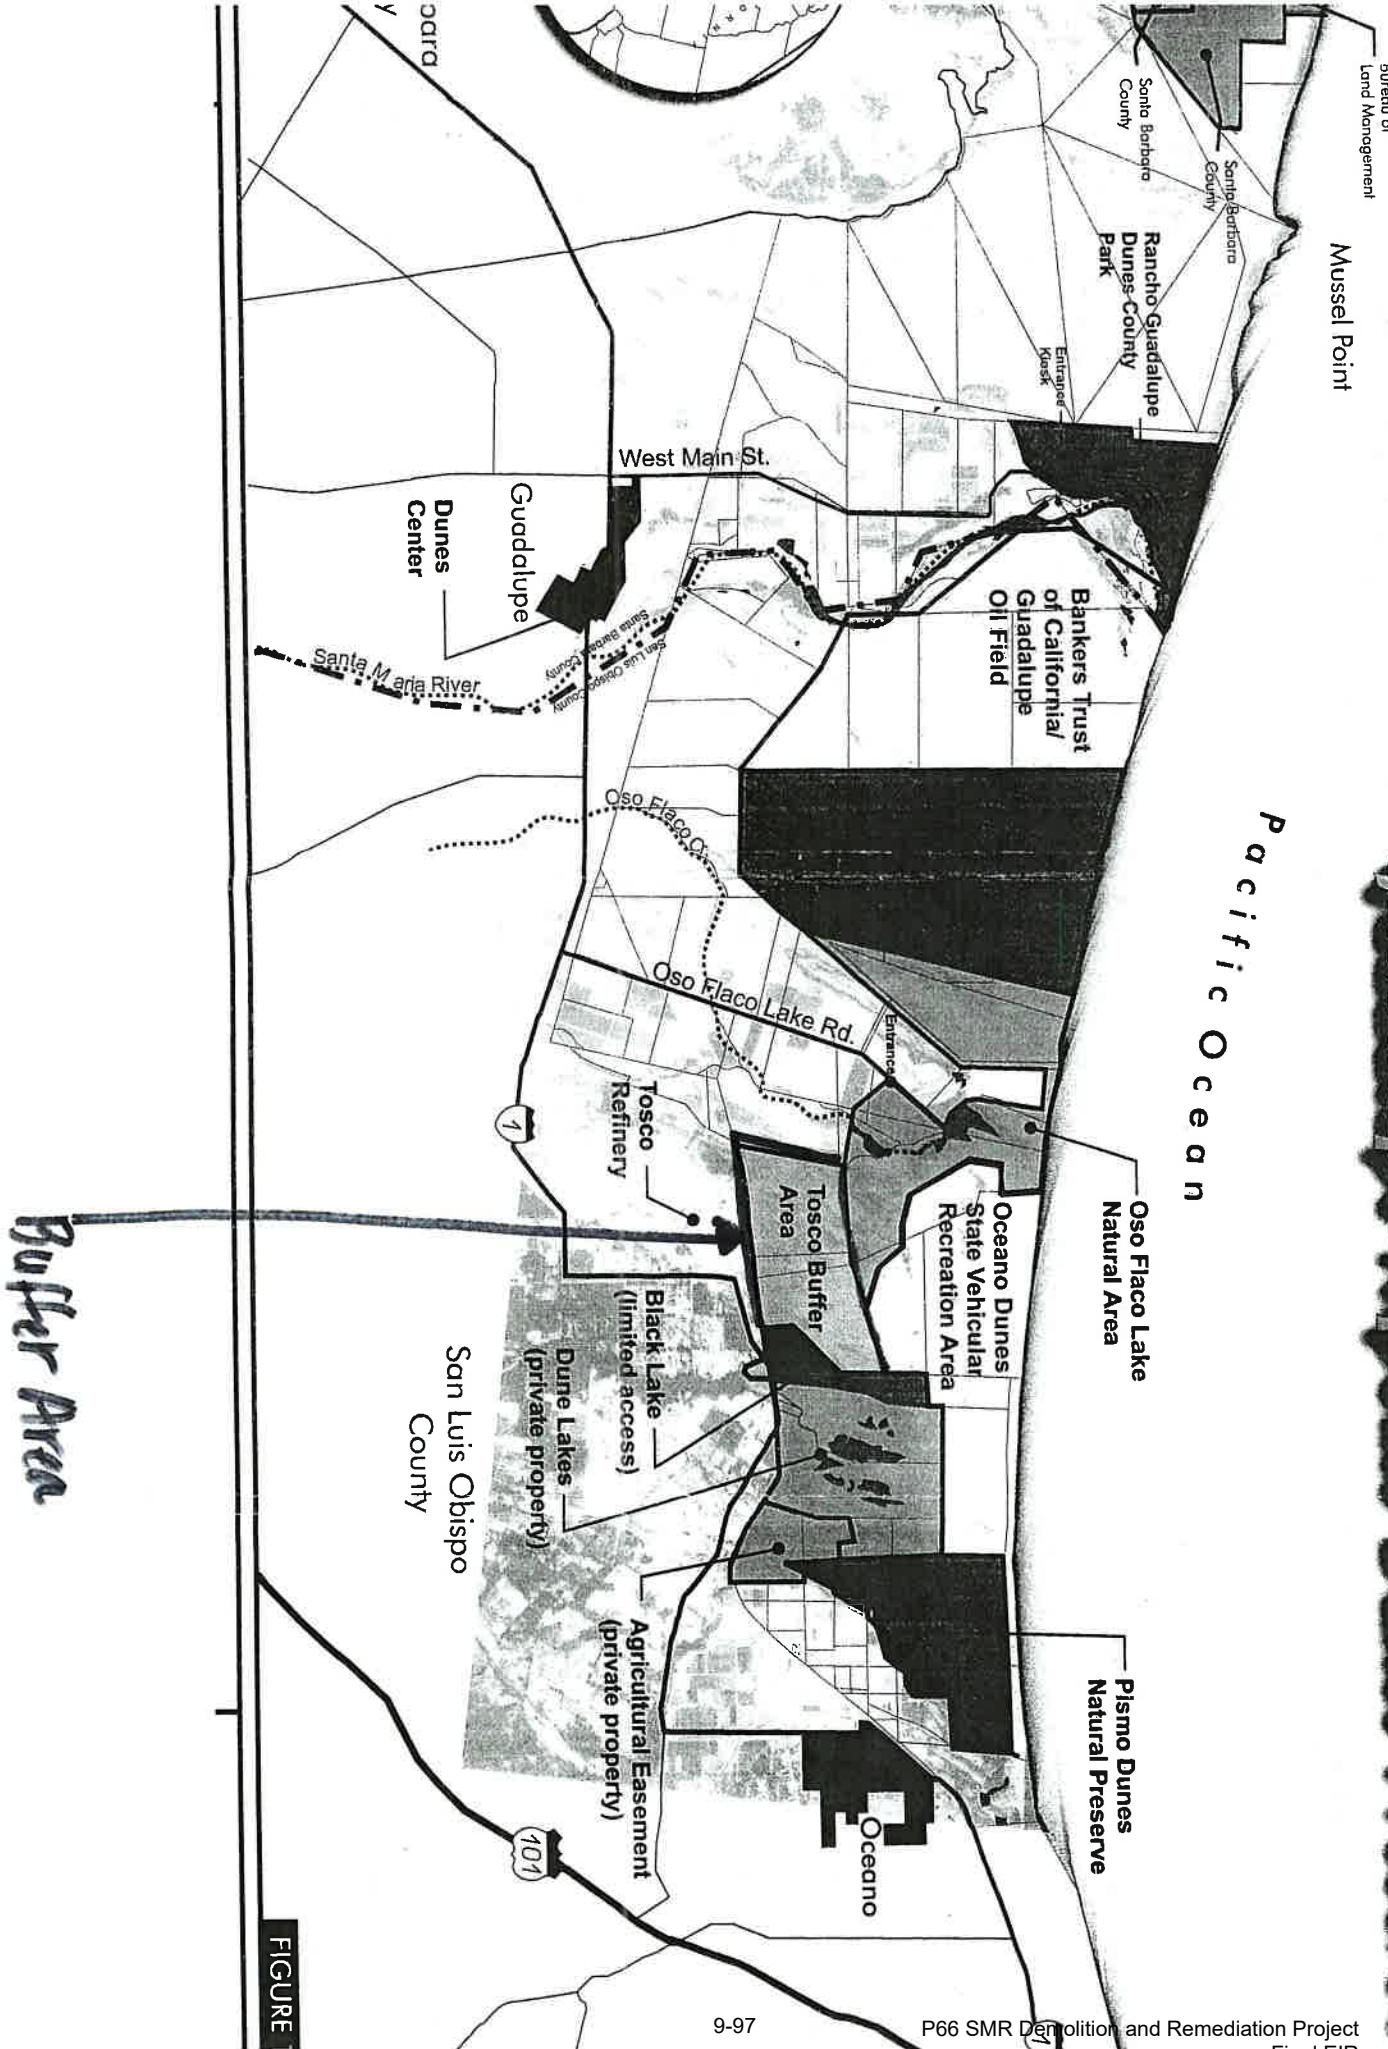 Bureau of
Land Management
Mussel Point
Santa Barbara
County
Santa Barbara
County
Rancho Guadalupe
Dunes County
Park
Entrance
Kiosk
West Main St.
Guadalupe
Dunes
Center
Santa Maria River
Santa Barbara County
San Luis Obispo County
Bankers Trust
of California/
Guadalupe
Oil Field
Pacific Ocean
Oso Flaco Cr.
Oso Flaco Lake Rd.
Entrance
Oso Flaco Lake
Natural Area
Oceano Dunes
State Vehicular
Recreation Area
Tosco Buffer
Area
Tosco
Refinery
1
Black Lake
(limited access)
Dune Lakes
(private property)
San Luis Obispo
County
Agricultural Easement
(private property)
Pismo Dunes
Natural Preserve
Oceano
101
1
FIGURE
Buffer Area
9-97
P66 SMR Demolition and Remediation Project